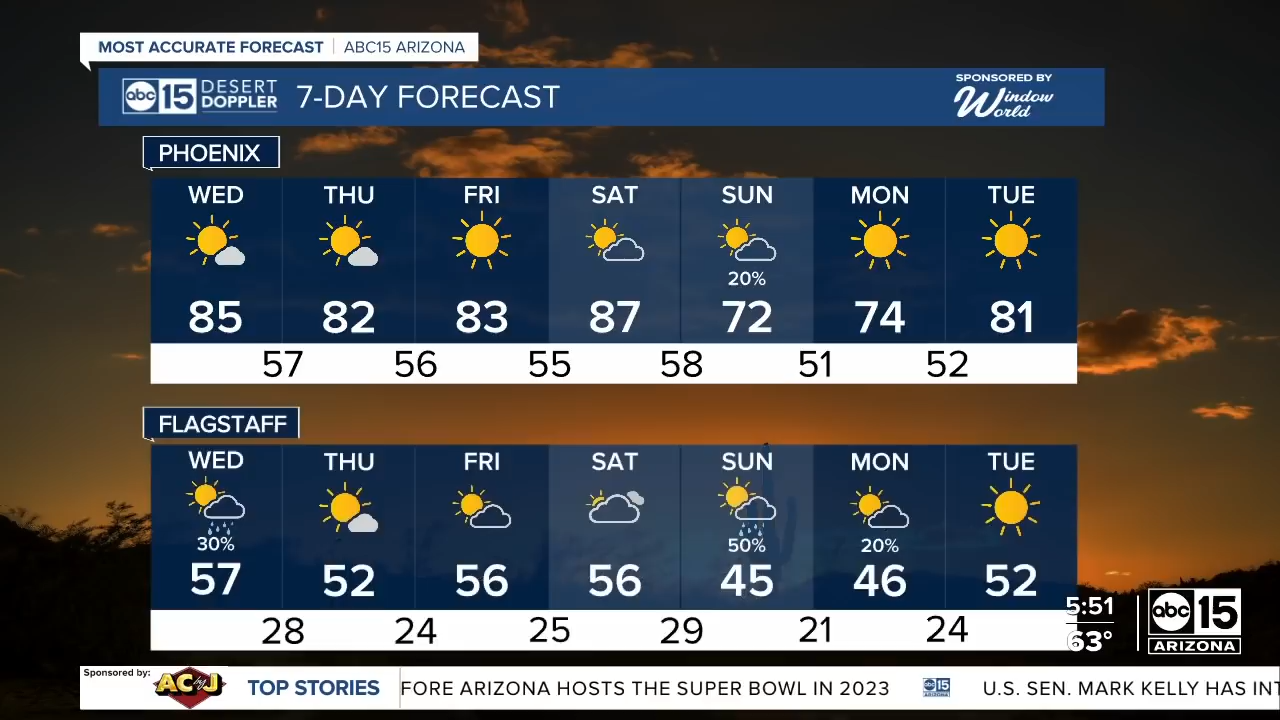 MOST ACCURATE FORECAST | ABC15 ARIZONA
abc 15 DESERT DOPPLER 7-DAY FORECAST
SPONSORED BY
Window World
PHOENIX
WED THU FRI SAT SUN MON TUE
20%
85 82 83 87 72 74 81
57 56 55 58 51 52
FLAGSTAFF
WED THU FRI SAT SUN MON TUE
30% 50% 20%
57 52 56 56 45 46 52
28 24 25 29 21 24
5:51
63°
abc 15
ARIZONA
Sponsored by:
AC by J
TOP STORIES
FORE ARIZONA HOSTS THE SUPER BOWL IN 2023 abc 15 ARIZONA U.S. SEN. MARK KELLY HAS INT